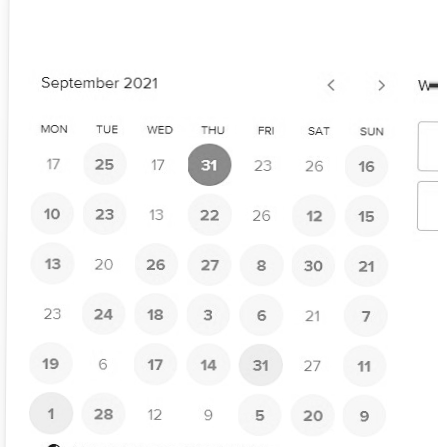 September 2021 < >
MON TUE WED THU FRI SAT SUN
17 25 17 31 23 26 16
10 23 13 22 26 12 15
13 20 26 27 8 30 21
23 24 18 3 6 21 7
19 6 17 14 31 27 11
1 28 12 9 5 20 9